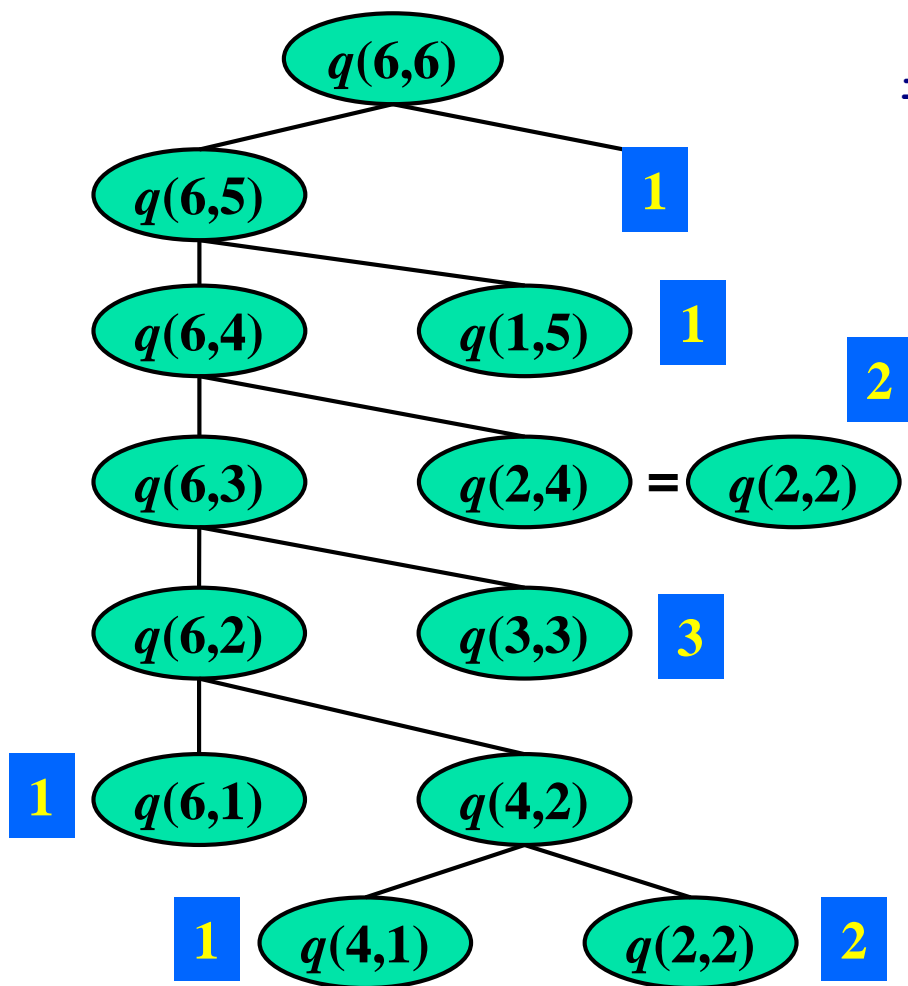 q(6,6)
q(6,5)
1
q(6,4)
q(1,5)
1
2
q(6,3)
q(2,4)
=
q(2,2)
q(6,2)
q(3,3)
3
1
q(6,1)
q(4,2)
1
q(4,1)
q(2,2)
2